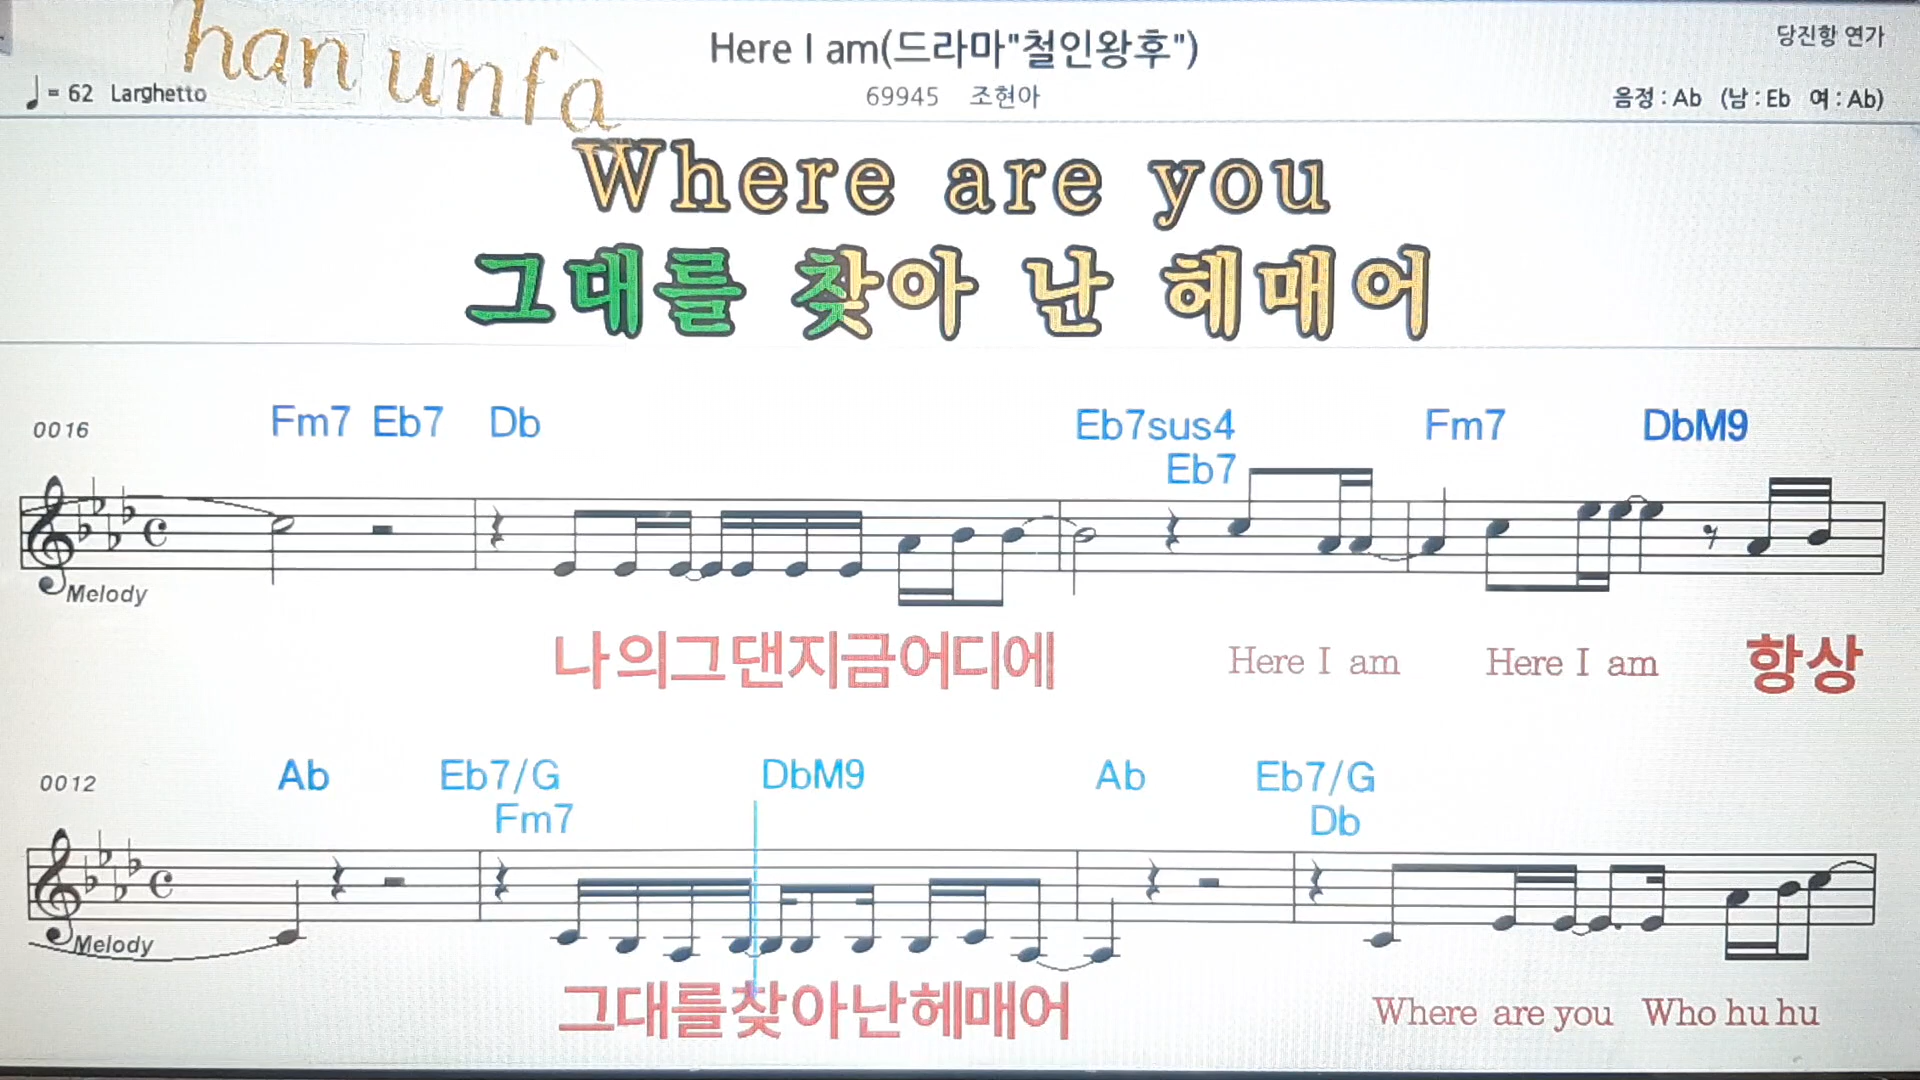 han unfa
Here I am(드라마"철인왕후")
당진항 연가
♩= 62 Larghetto
69945 조현아
음정 : Ab (남 : Eb 여 : Ab)
Where are you
그대를 찾아 난 헤매어
0016
Fm7 Eb7 Db Eb7sus4 Fm7 DbM9
Eb7
Melody
나의그댄지금어디에 Here I am Here I am 항상
0012
Ab Eb7/G DbM9 Ab Eb7/G
Fm7 Db
Melody
그대를찾아난헤매어 Where are you Who hu hu